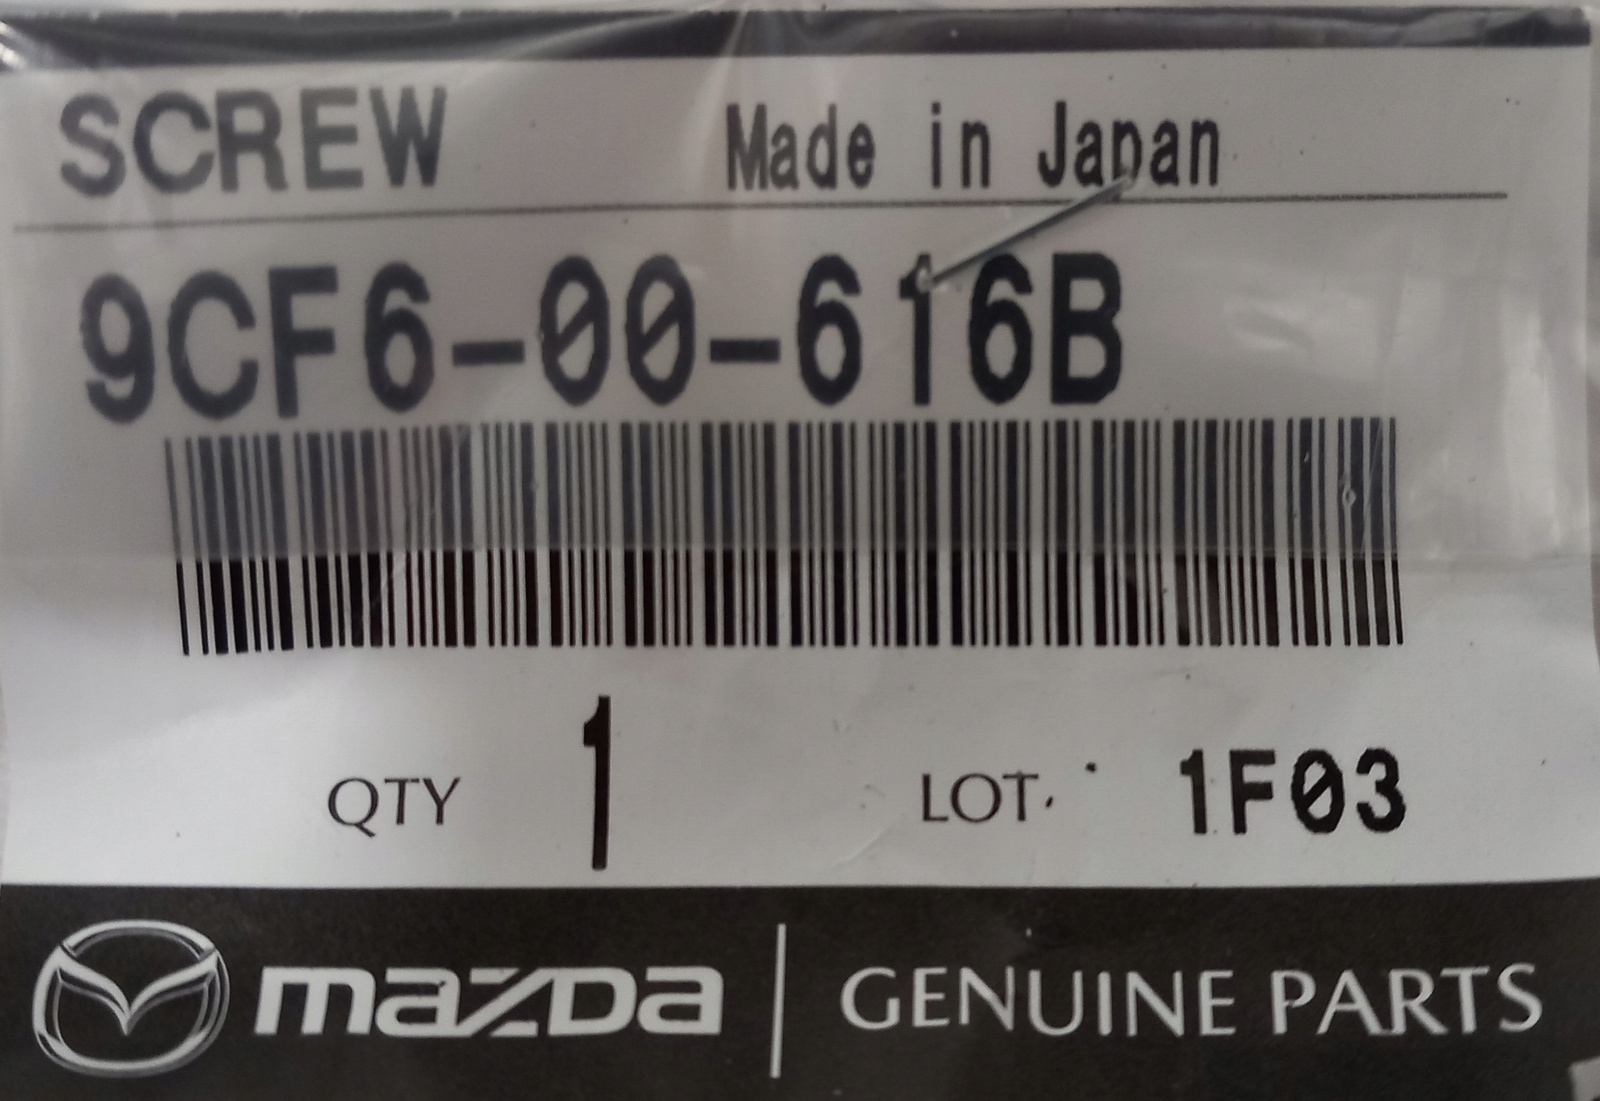 SCREW Made in Japan
9CF6-00-616B
QTY 1 LOT. 1F03
mazda | GENUINE PARTS